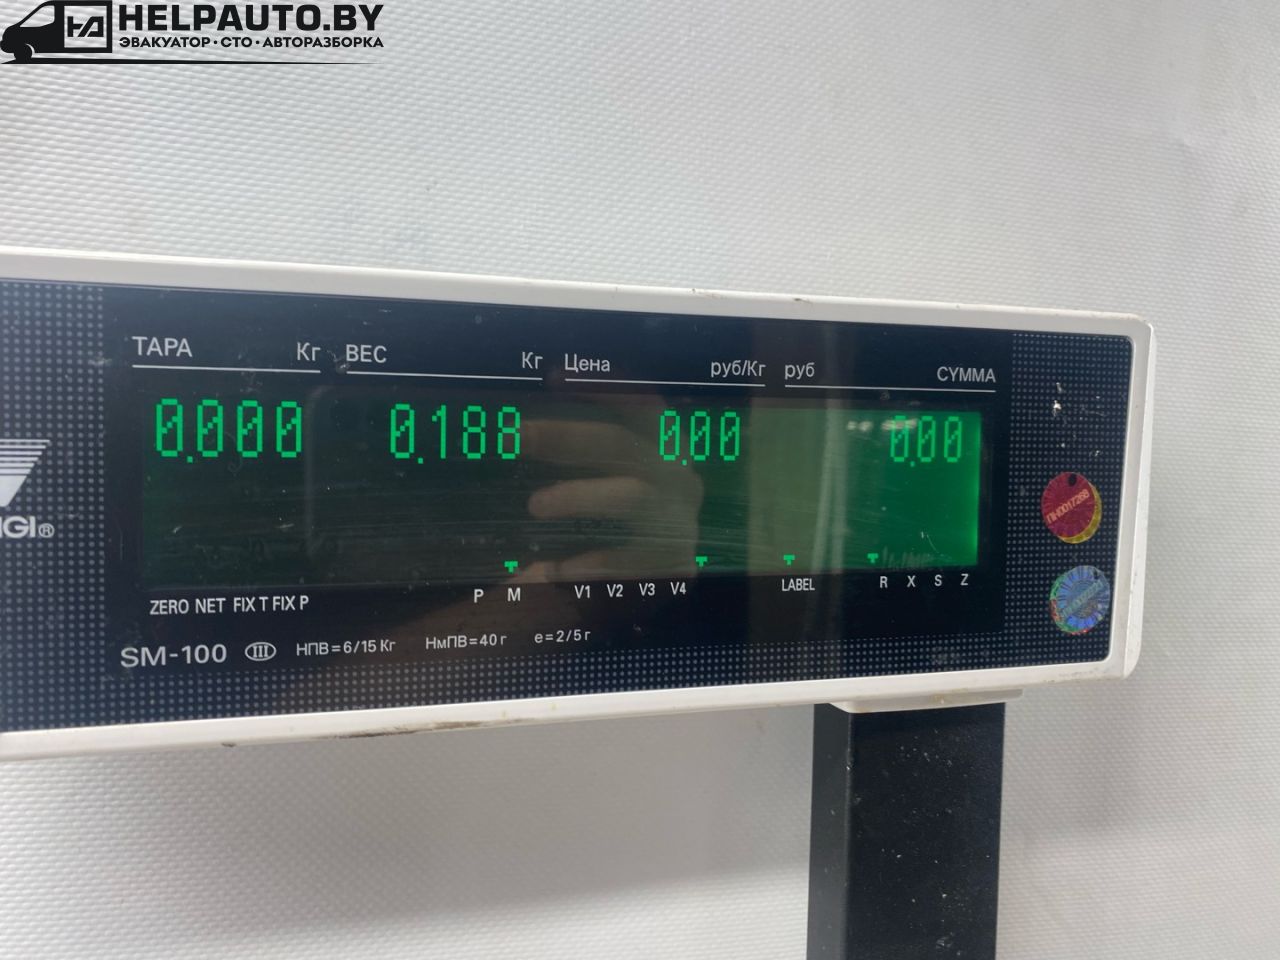 HELPAUTO.BY
ЭВАКУАТОР·СТО·АВТОРАЗБОРКА
ТАРА Кг ВЕС Кг Цена руб/Кг руб СУММА
0.000 0.188 0.00 0.00
ZERO NET FIX T FIX P P M V1 V2 V3 V4 LABEL R X S Z
SM-100 III НПВ=6/15 Кг НмПВ=40 г e=2/5 г